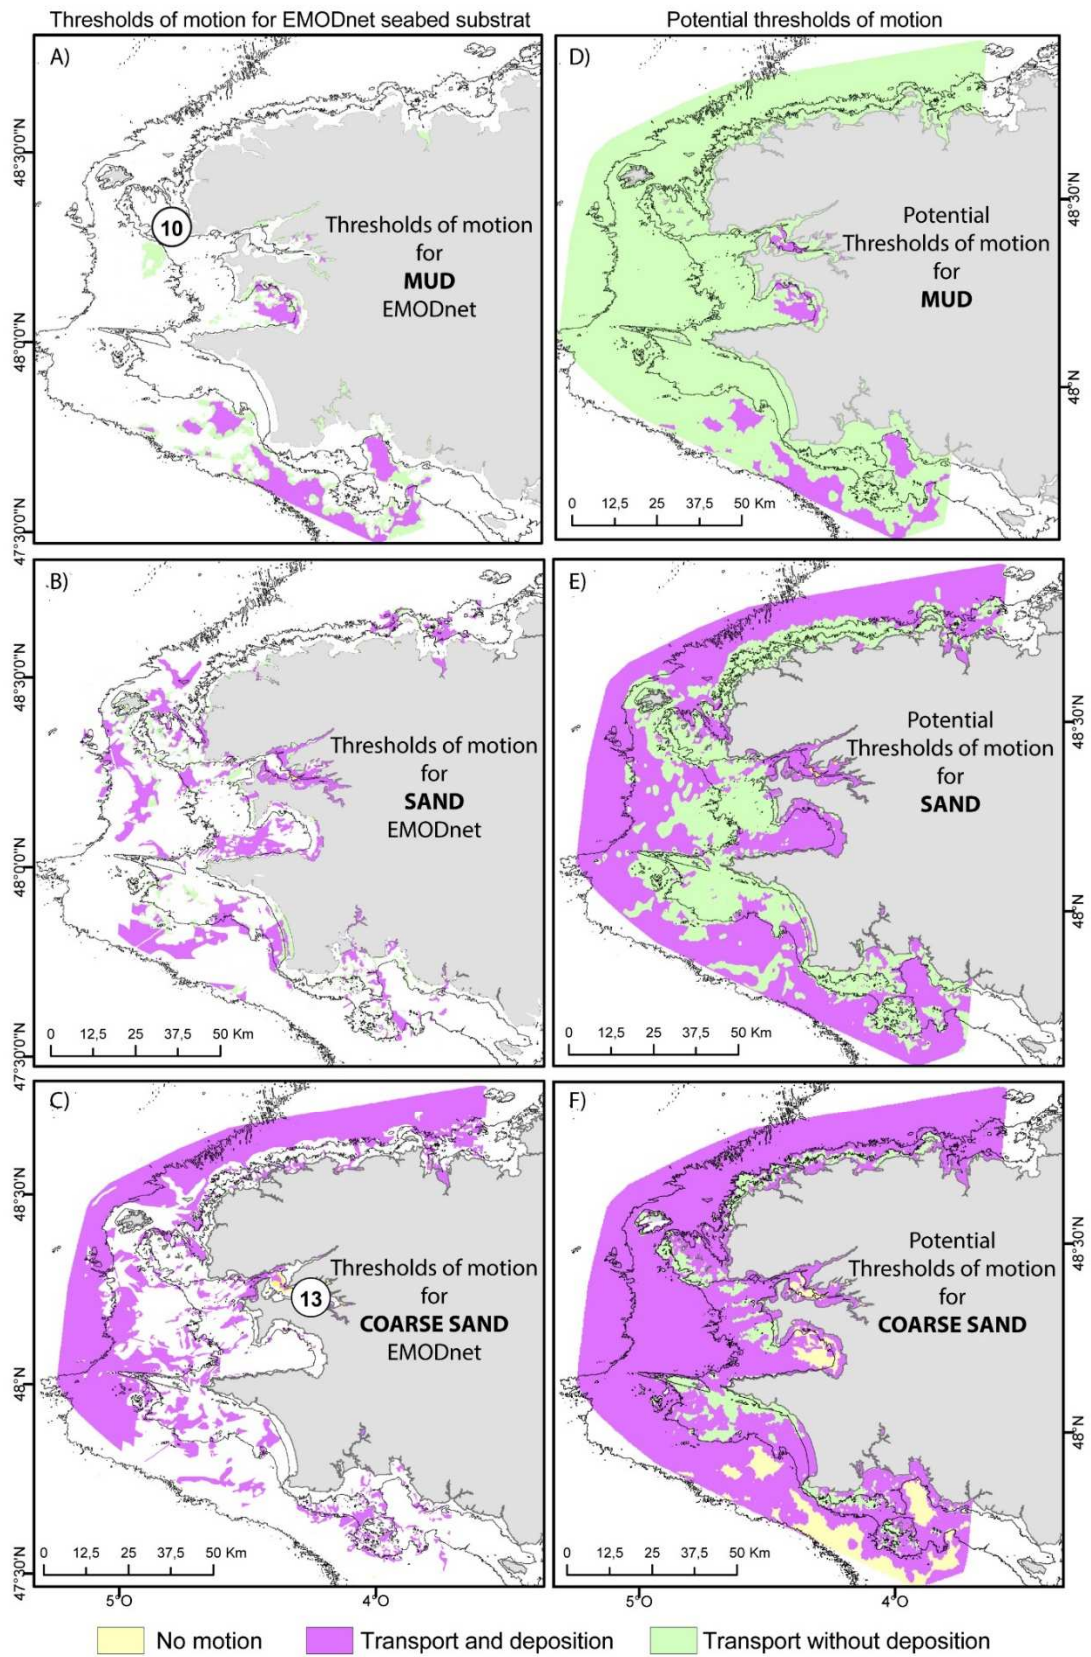 Thresholds of motion for EMODnet seabed substrat
Potential thresholds of motion
A)
48°30'0"N
48°0'0"N
47°30'0"N
10
Thresholds of motion
for
MUD
EMODnet
D)
Potential
Thresholds of motion
for
MUD
0 12,5 25 37,5 50 Km
48°30'N
48°N
B)
48°30'0"N
48°0'0"N
47°30'0"N
Thresholds of motion
for
SAND
EMODnet
0 12,5 25 37,5 50 Km
E)
Potential
Thresholds of motion
for
SAND
0 12,5 25 37,5 50 Km
48°30'N
48°N
C)
48°30'N
48°N
47°30'N
Thresholds of motion
for
13
COARSE SAND
EMODnet
0 12,5 25 37,5 50 Km
5°O
4°O
F)
Potential
Thresholds of motion
for
COARSE SAND
0 12,5 25 37,5 50 Km
48°30'N
48°N
5°O
4°O
No motion
Transport and deposition
Transport without deposition